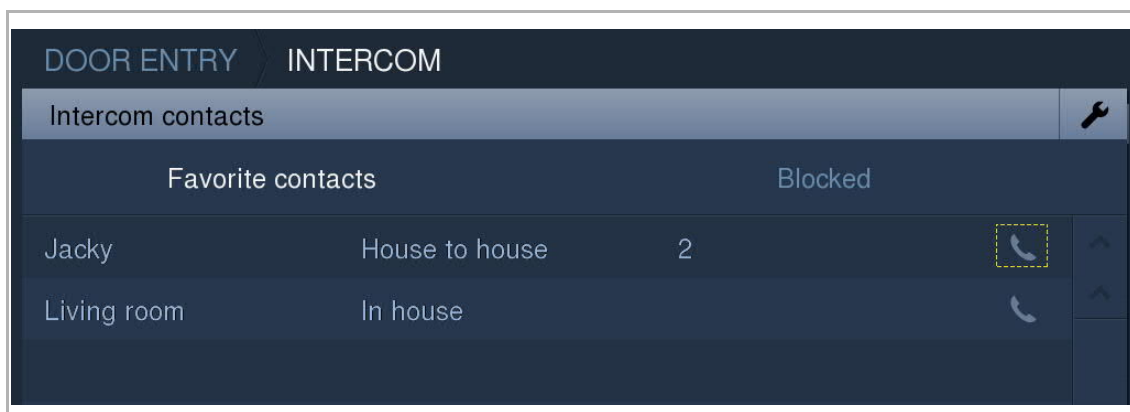 DOOR ENTRY INTERCOM
Intercom contacts
Favorite contacts Blocked
Jacky House to house 2
Living room In house